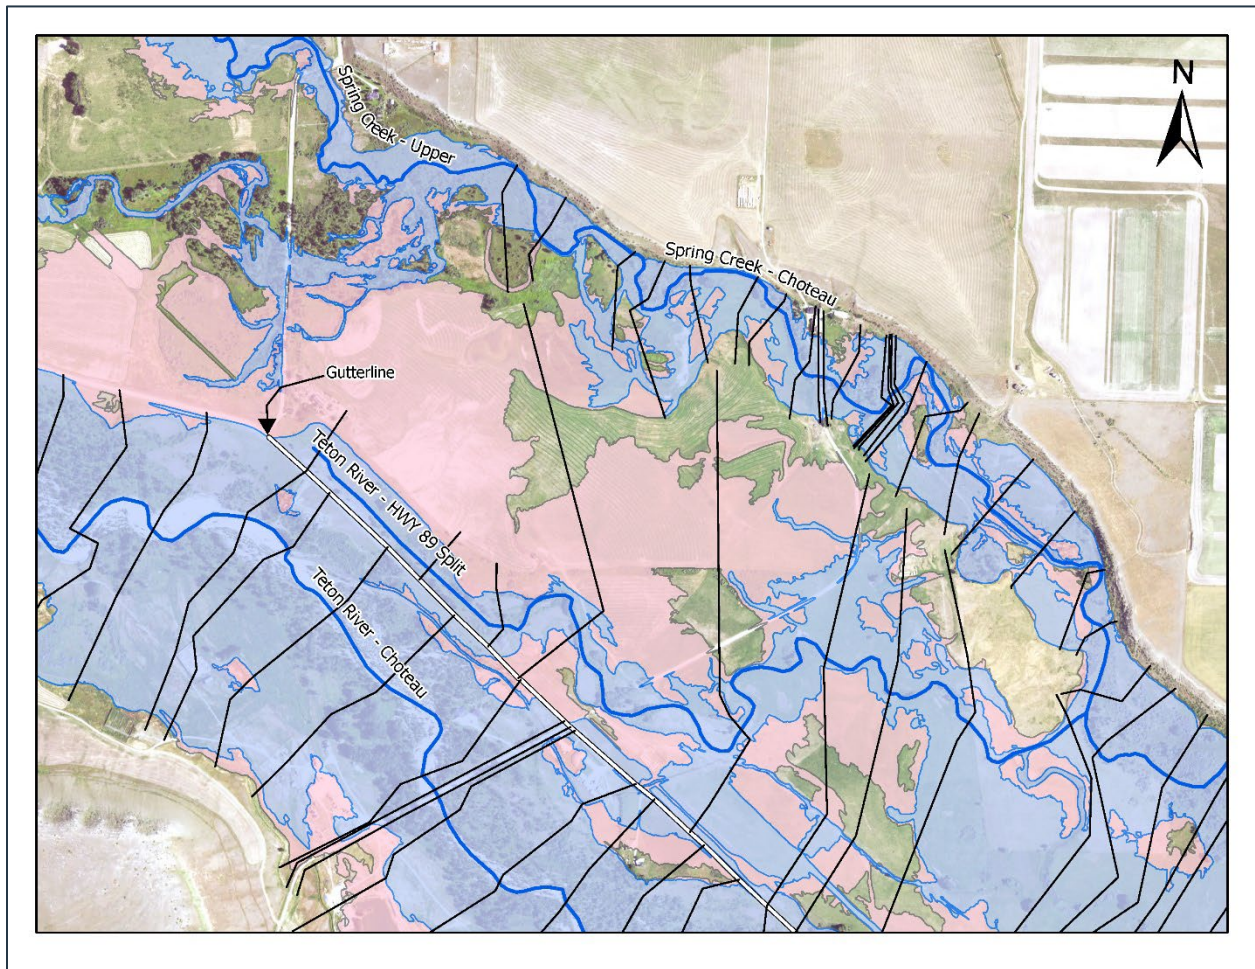 N
Spring Creek - Upper
Spring Creek - Choteau
Gutterline
Teton River - HWY 89 Split
Teton River - Choteau